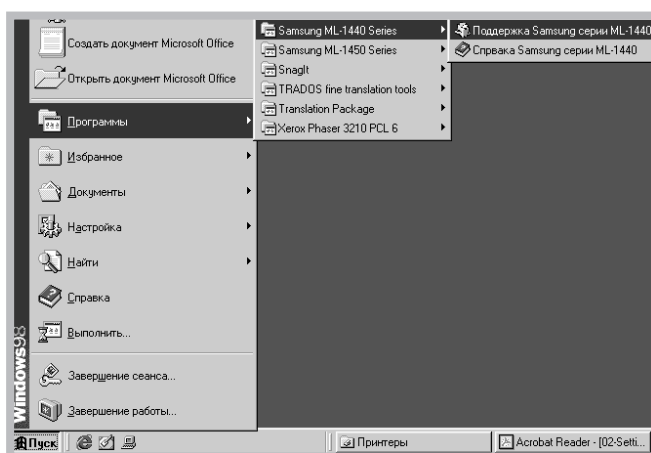 Создать документ Microsoft Office
Открыть документ Microsoft Office
Программы
Избранное
Документы
Настройка
Найти
Справка
Выполнить...
Завершение сеанса...
Завершение работы...
Windows98
Samsung ML-1440 Series
Samsung ML-1450 Series
SnagIt
TRADOS fine translation tools
Translation Package
Xerox Phaser 3210 PCL 6
Поддержка Samsung серии ML-1440
Спрвака Samsung серии ML-1440
Пуск
Принтеры
Acrobat Reader - [02-Setti...